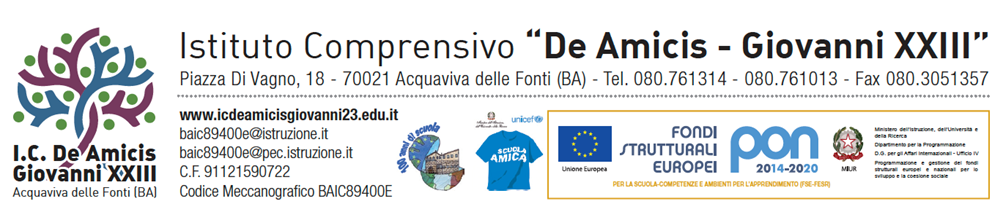 Istituto Comprensivo “De Amicis - Giovanni XXIII”
Piazza Di Vagno, 18 - 70021 Acquaviva delle Fonti (BA) - Tel. 080.761314 - 080.761013 - Fax 080.3051357
I.C. De Amicis
Giovanni XXIII
Acquaviva delle Fonti (BA)
www.icdeamicisgiovanni23.edu.it
baic89400e@istruzione.it
baic89400e@pec.istruzione.it
C.F. 91121590722
Codice Meccanografico BAIC89400E
100 anni di scuola
unicef
SCUOLA
AMICA
Unione Europea
FONDI
STRUTTURALI
EUROPEI
pon
2014-2020
MIUR
Ministero dell'Istruzione, dell'Università e
della Ricerca
Dipartimento per la Programmazione
D.G. per gli Affari Internazionali - Ufficio IV
Programmazione e gestione dei fondi
strutturali europei e nazionali per lo
sviluppo e la coesione sociale
PER LA SCUOLA-COMPETENZE E AMBIENTI PER L'APPRENDIMENTO (FSE-FESR)